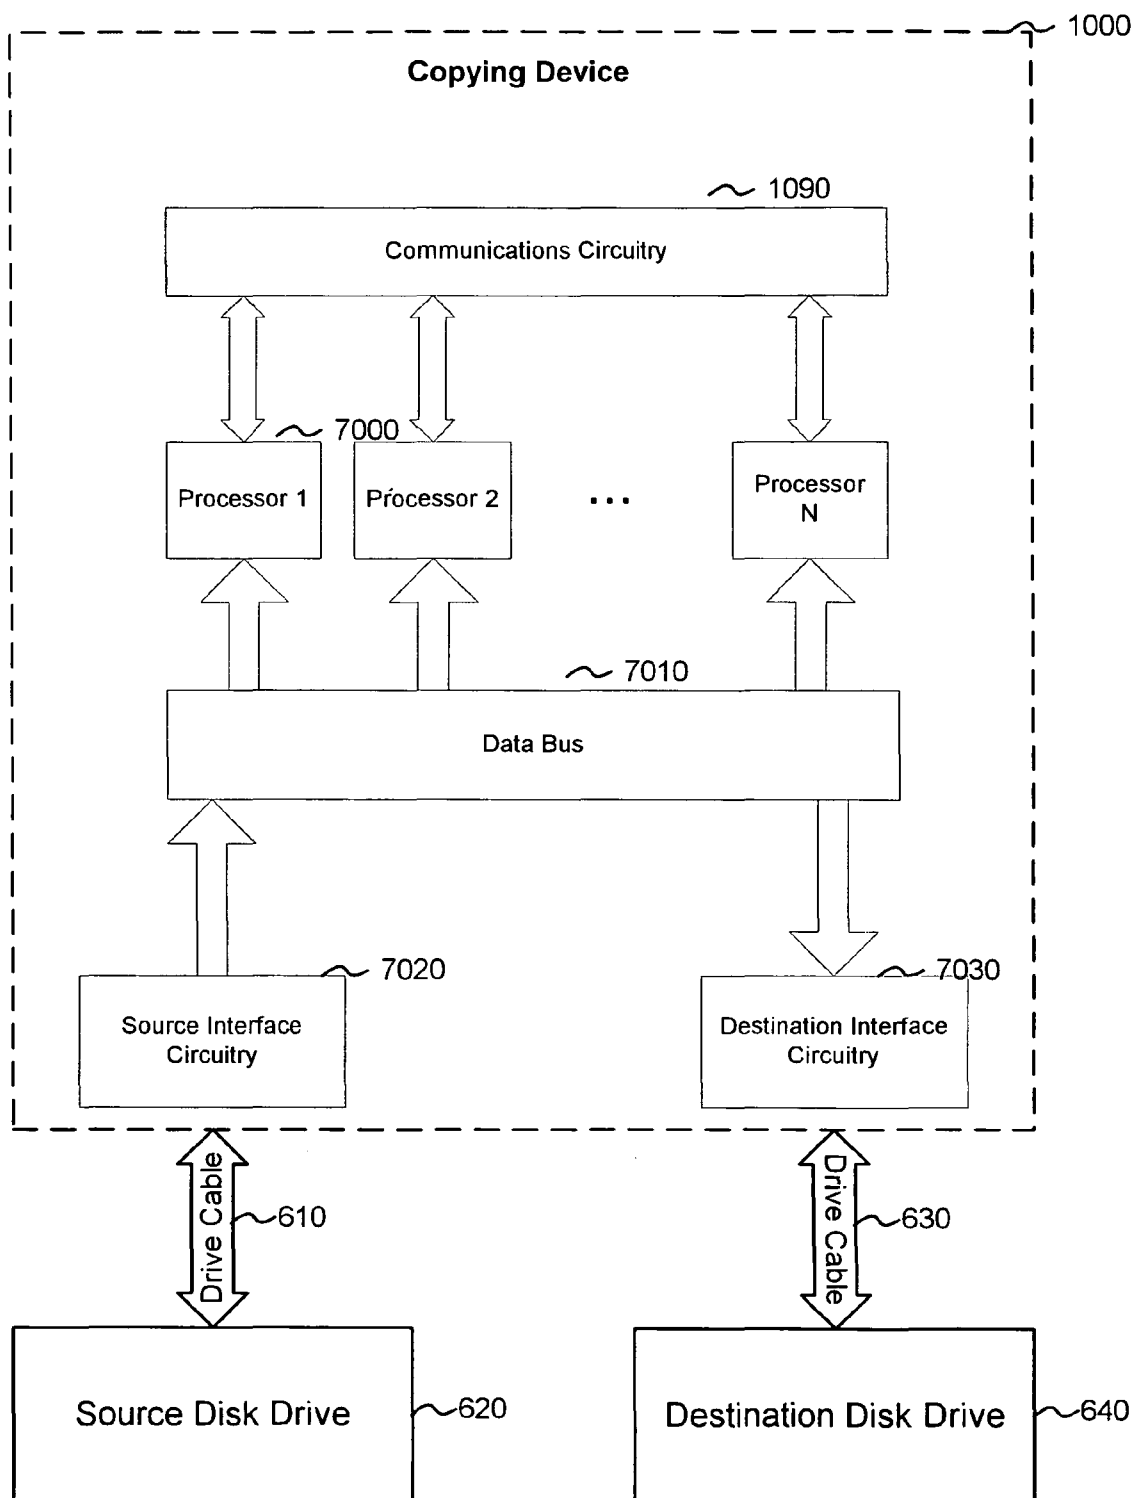 1000
Copying Device
1090
Communications Circuitry
7000
Processor 1
Processor 2
...
Processor
N
7010
Data Bus
7020
7030
Source Interface
Circuitry
Destination Interface
Circuitry
Drive Cable
610
Drive Cable
630
Source Disk Drive
620
Destination Disk Drive
640